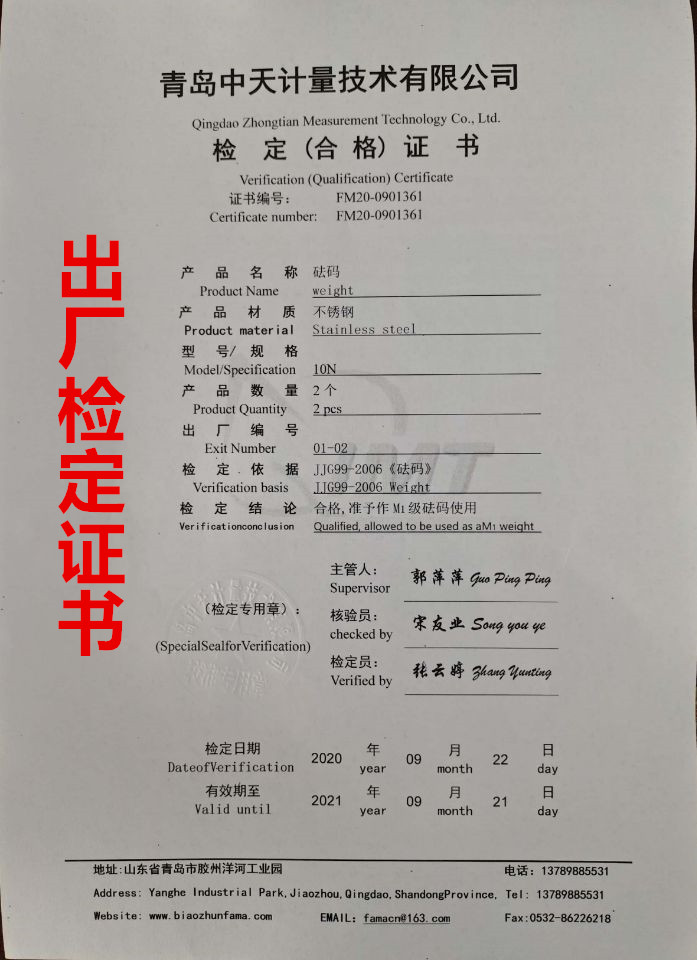 青岛中天计量技术有限公司
Qingdao Zhongtian Measurement Technology Co., Ltd.
检 定 (合 格) 证 书
Verification (Qualification) Certificate
证书编号： FM20-0901361
Certificate number: FM20-0901361
出厂检定证书
产 品 名 称 砝码
Product Name weight
产 品 材 质 不锈钢
Product material Stainless steel
型 号/ 规 格
Model/Specification 10N
产 品 数 量 2 个
Product Quantity 2 pcs
出 厂 编 号
Exit Number 01-02
检 定 依 据 JJG99-2006《砝码》
Verification basis JJG99-2006 Weight
检 定 结 论 合格,准予作 M1 级砝码使用
Verificationconclusion Qualified, allowed to be used as aM1 weight
主管人： 郭萍萍 Guo Ping Ping
Supervisor
（检定专用章）： 核验员： 宋友业 Song you ye
checked by
(SpecialSealforVerification)
检定员： 张云婷 Zhang Yunting
Verified by
检定日期 2020 年 09 月 22 日
DateofVerification year month day
有效期至 2021 年 09 月 21 日
Valid until year month day
地址:山东省青岛市胶州洋河工业园 电话：13789885531
Address: Yanghe Industrial Park,Jiaozhou,Qingdao,ShandongProvince, Tel: 13789885531
Website: www.biaozhunfama.com EMAIL: famacn@163.com Fax:0532-86226218